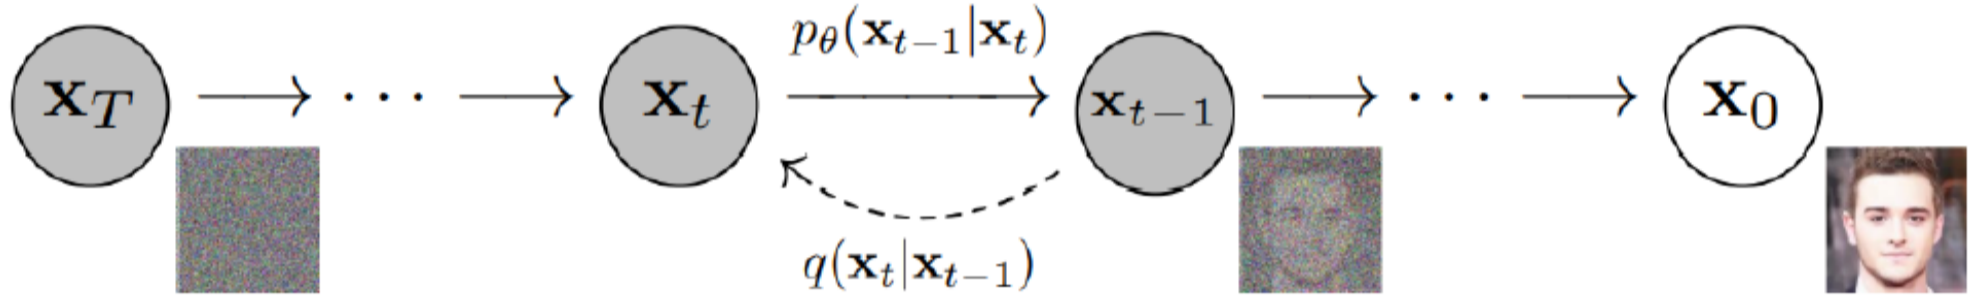 p_θ(x_{t−1}|x_t)
x_T → ··· → x_t → x_{t−1} → ··· → x_0
q(x_t|x_{t−1})